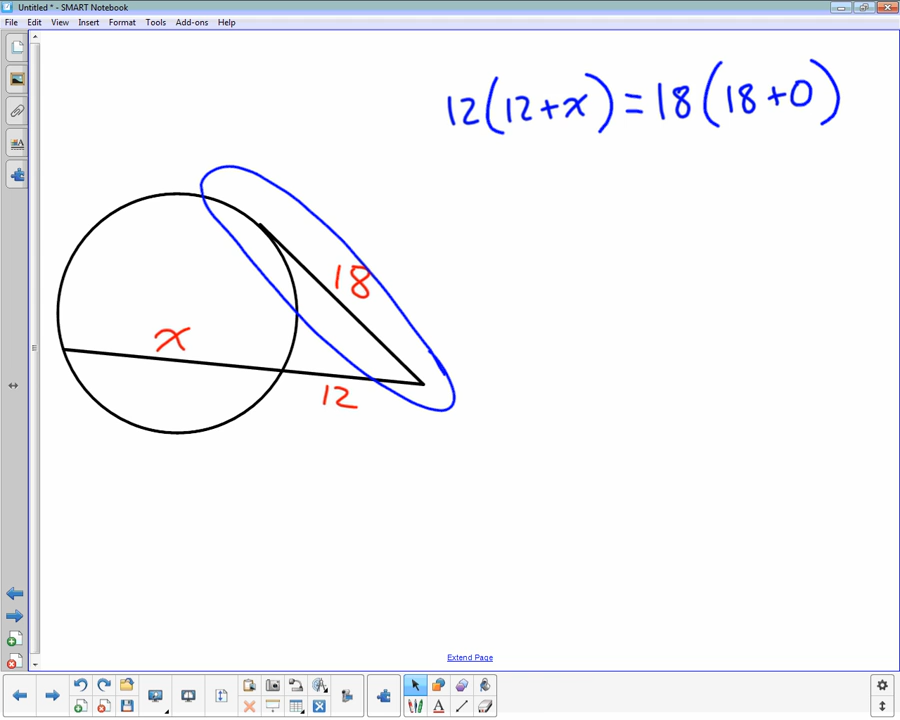 Untitled * - SMART Notebook
File Edit View Insert Format Tools Add-ons Help
12(12+x)=18(18+0)
18
x
12
Extend Page